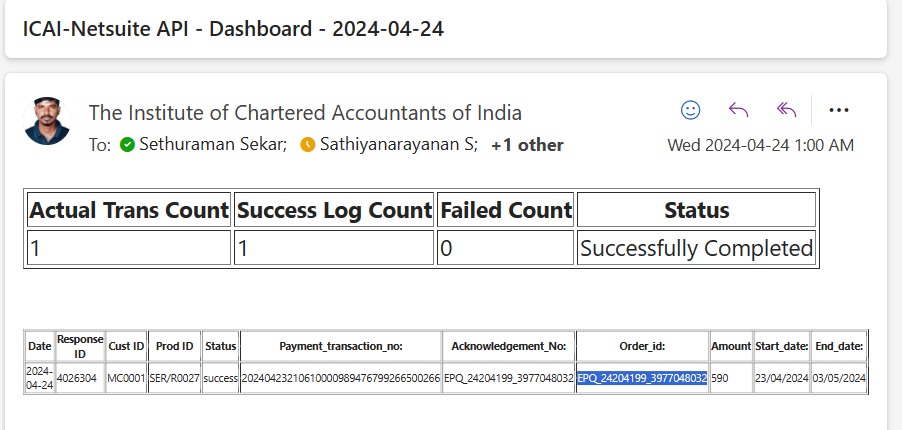 ICAI-Netsuite API - Dashboard - 2024-04-24
The Institute of Chartered Accountants of India
To: Sethuraman Sekar; Sathiyanarayanan S; +1 other
Wed 2024-04-24 1:00 AM
Actual Trans Count Success Log Count Failed Count Status
1 1 0 Successfully Completed
Date Response ID Cust ID Prod ID Status Payment_transaction_no: Acknowledgement_No: Order_id: Amount Start_date: End_date:
2024-04-24 4026304 MC0001 SER/R0027 success 20240423210610000989476799266500266 EPQ_24204199_3977048032 EPQ_24204199_3977048032 590 23/04/2024 03/05/2024